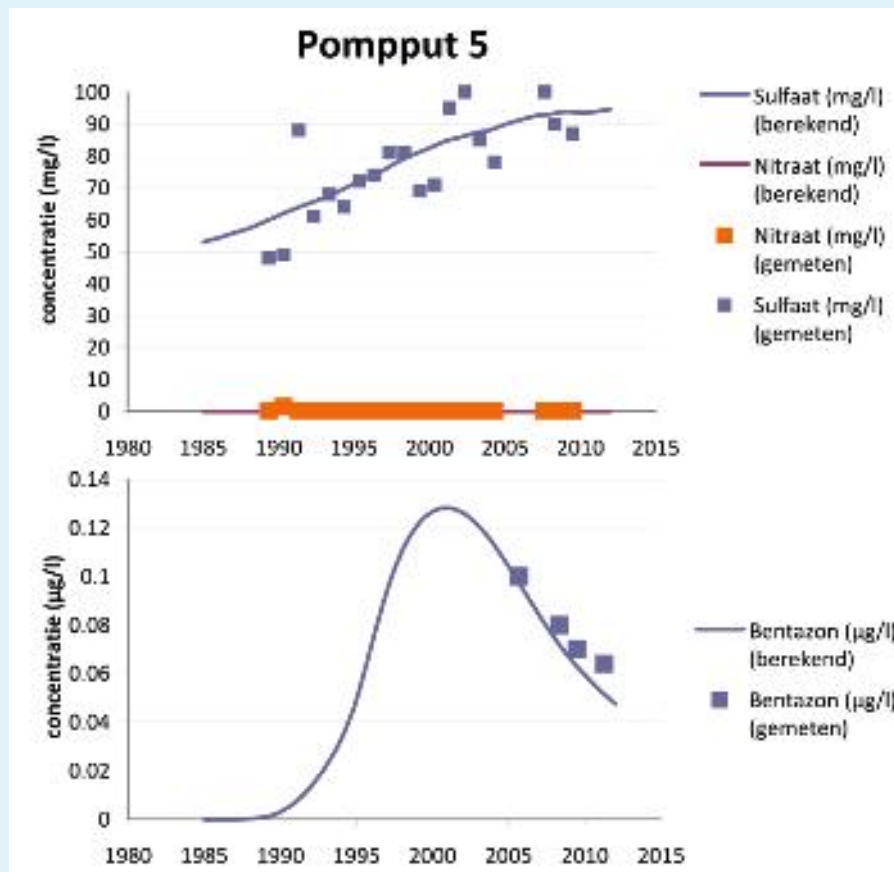 Pompput 5
concentratie (mg/l)
100
90
80
70
60
50
40
30
20
10
0
1980 1985 1990 1995 2000 2005 2010 2015
Sulfaat (mg/l)
(berekend)
Nitraat (mg/l)
(berekend)
Nitraat (mg/l)
(gemeten)
Sulfaat (mg/l)
(gemeten)
concentratie (µg/l)
0.14
0.12
0.1
0.08
0.06
0.04
0.02
0
1980 1985 1990 1995 2000 2005 2010 2015
Bentazon (µg/l)
(berekend)
Bentazon (µg/l)
(gemeten)